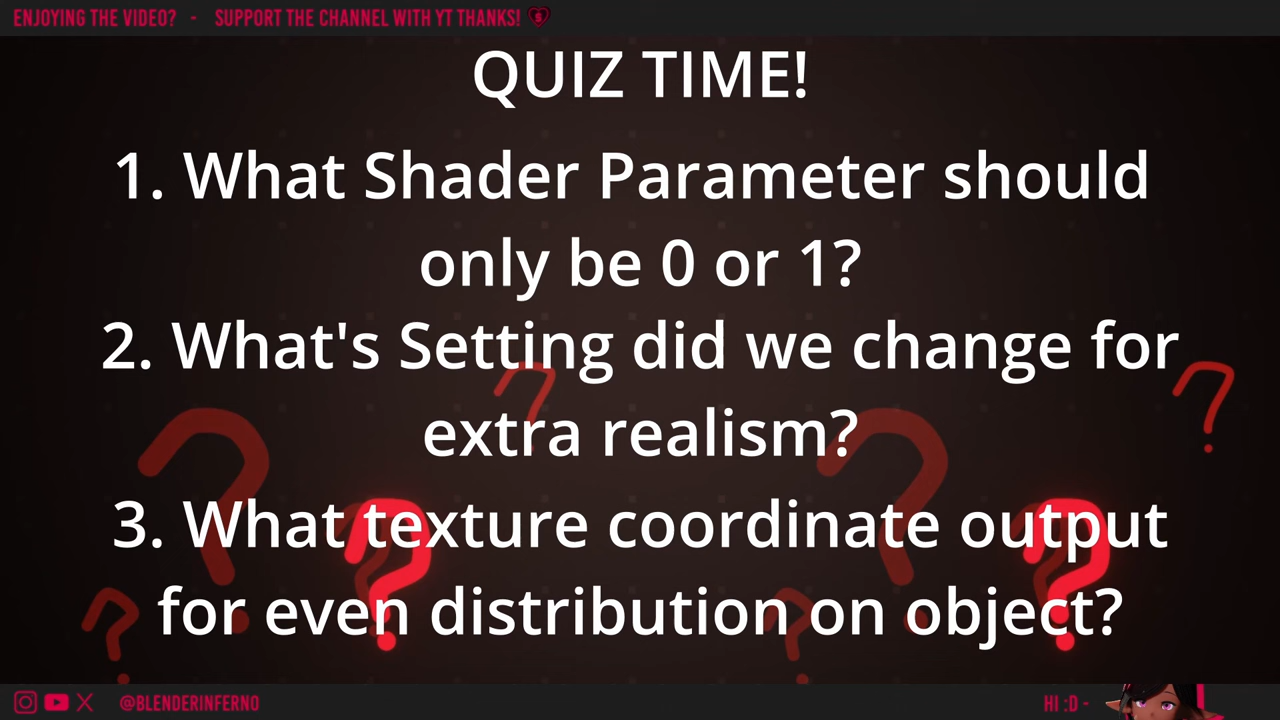 ENJOYING THE VIDEO? - SUPPORT THE CHANNEL WITH YT THANKS!
QUIZ TIME!
1. What Shader Parameter should
only be 0 or 1?
2. What's Setting did we change for
extra realism?
3. What texture coordinate output
for even distribution on object?
@BLENDERINFERNO
HI :D -